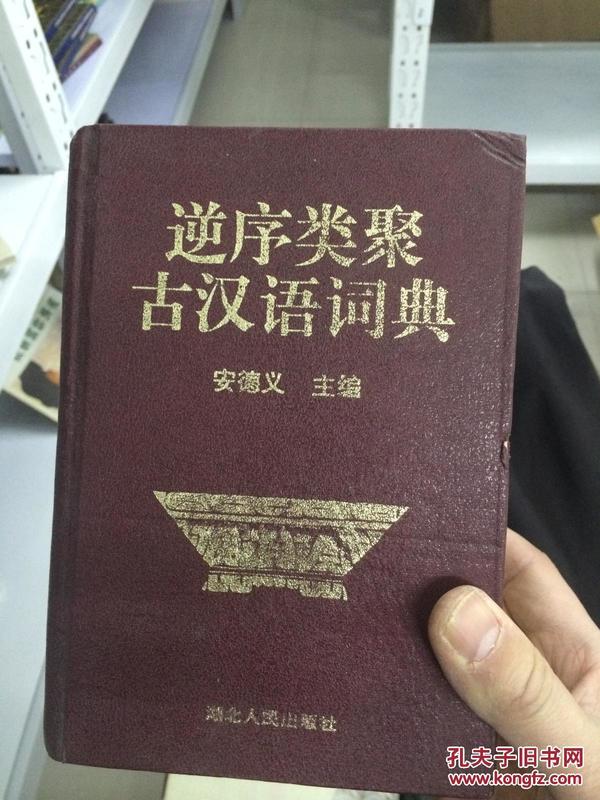 逆序类聚
古汉语词典
安德义 主编
湖北人民出版社
孔夫子旧书网
www.kongfz.com